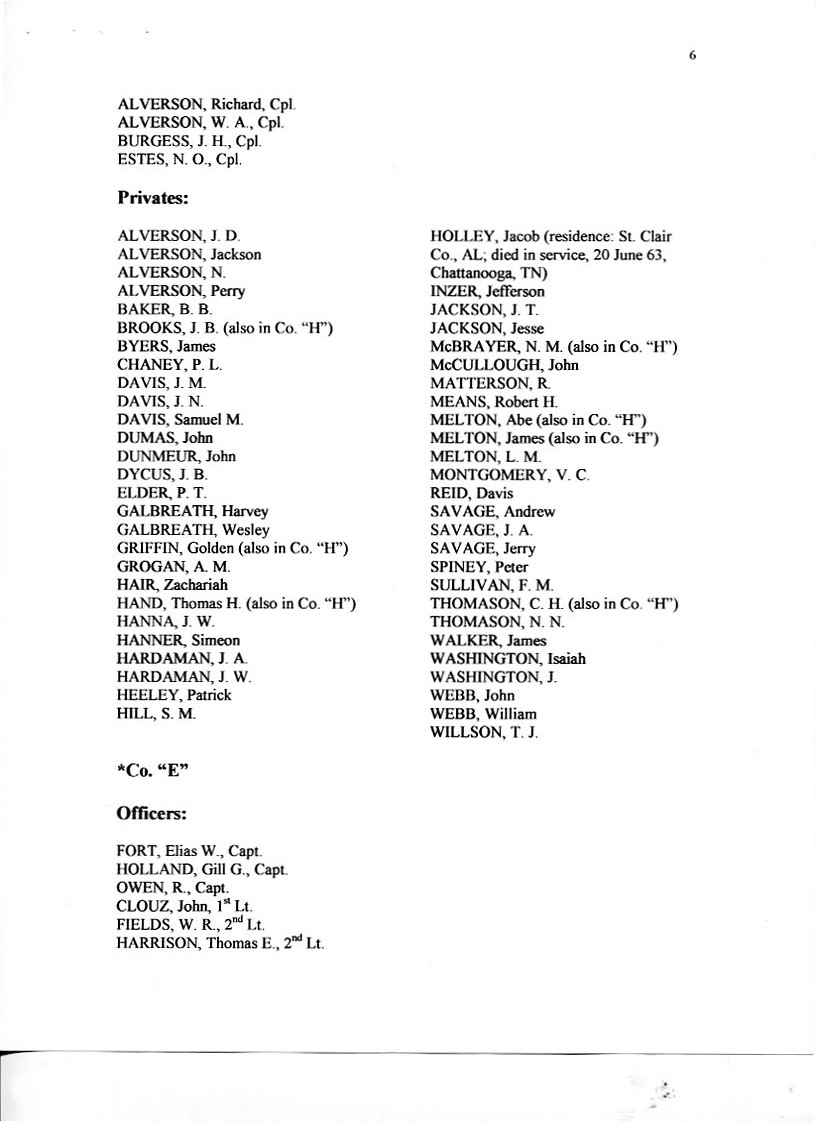 6
ALVERSON, Richard, Cpl.
ALVERSON, W. A., Cpl.
BURGESS, J. H., Cpl.
ESTES, N. O., Cpl.
Privates:
ALVERSON, J. D.
ALVERSON, Jackson
ALVERSON, N.
ALVERSON, Perry
BAKER, B. B.
BROOKS, J. B. (also in Co. “H”)
BYERS, James
CHANEY, P. L.
DAVIS, J. M.
DAVIS, J. N.
DAVIS, Samuel M.
DUMAS, John
DUNMEUR, John
DYCUS, J. B.
ELDER, P. T.
GALBREATH, Harvey
GALBREATH, Wesley
GRIFFIN, Golden (also in Co. “H”)
GROGAN, A. M.
HAIR, Zachariah
HAND, Thomas H. (also in Co. “H”)
HANNA, J. W.
HANNER, Simeon
HARDAMAN, J. A.
HARDAMAN, J. W.
HEELEY, Patrick
HILL, S. M.
HOLLEY, Jacob (residence: St. Clair
Co., AL; died in service, 20 June 63,
Chattanooga, TN)
INZER, Jefferson
JACKSON, J. T.
JACKSON, Jesse
McBRAYER, N. M. (also in Co. “H”)
McCULLOUGH, John
MATTERSON, R.
MEANS, Robert H.
MELTON, Abe (also in Co. “H”)
MELTON, James (also in Co. “H”)
MELTON, L. M.
MONTGOMERY, V. C.
REID, Davis
SAVAGE, Andrew
SAVAGE, J. A.
SAVAGE, Jerry
SPINEY, Peter
SULLIVAN, F. M.
THOMASON, C. H. (also in Co. “H”)
THOMASON, N. N.
WALKER, James
WASHINGTON, Isaiah
WASHINGTON, J.
WEBB, John
WEBB, William
WILLSON, T. J.
*Co. “E”
Officers:
FORT, Elias W., Capt.
HOLLAND, Gill G., Capt.
OWEN, R., Capt.
CLOUZ, John, 1st Lt.
FIELDS, W. R., 2nd Lt.
HARRISON, Thomas E., 2nd Lt.